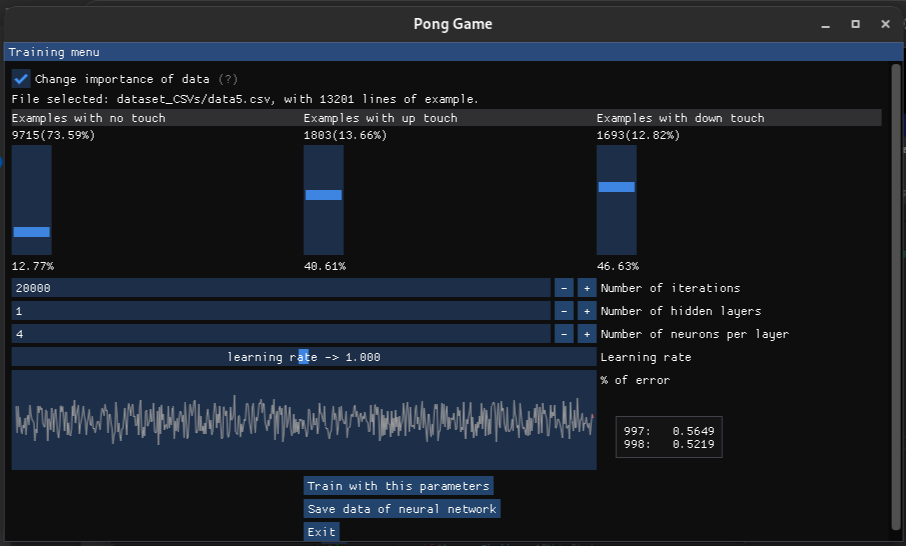 Pong Game
Training menu
Change importance of data (?)
File selected: dataset_CSVs/data5.csv, with 13201 lines of example.
Examples with no touch Examples with up touch Examples with down touch
9715(73.59%) 1803(13.66%) 1693(12.82%)
12.77% 40.61% 46.63%
20000 - + Number of iterations
1 - + Number of hidden layers
4 - + Number of neurons per layer
learning rate -> 1.000 Learning rate
% of error
997: 0.5649
998: 0.5219
Train with this parameters
Save data of neural network
Exit